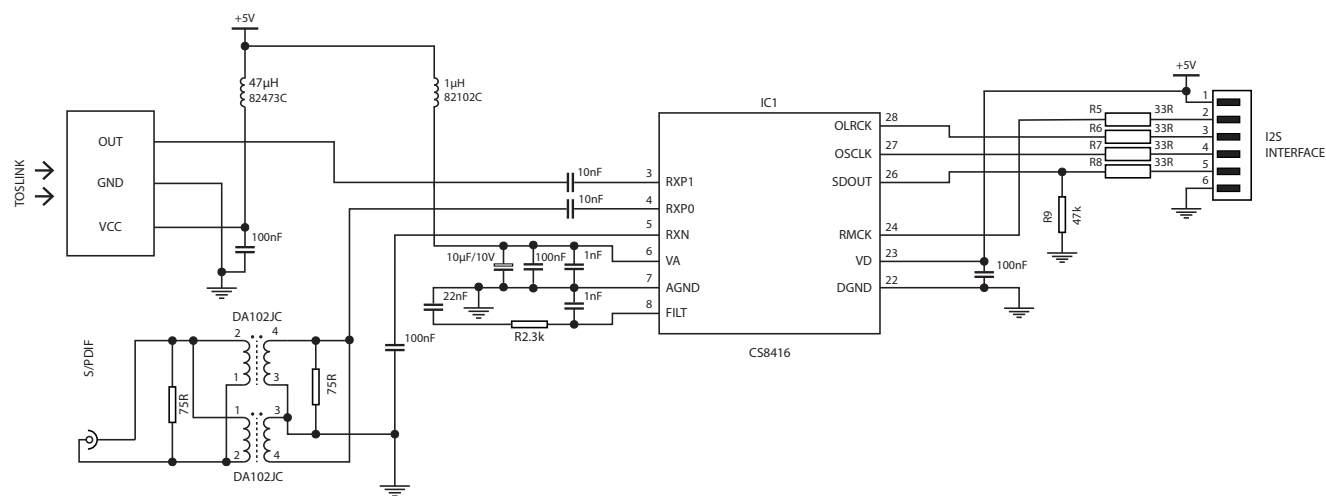 +5V
47µH
82473C
1µH
82102C
TOSLINK
OUT
GND
VCC
100nF
10nF
10nF
10µF/10V
100nF
1nF
22nF
1nF
R2.3k
100nF
IC1
3
RXP1
4
RXP0
5
RXN
6
VA
7
AGND
8
FILT
OLRCK
28
OSCLK
27
SDOUT
26
RMCK
24
VD
23
DGND
22
CS8416
+5V
R5
33R
R6
33R
R7
33R
R8
33R
R9
47k
100nF
1
2
3
4
5
6
I2S
INTERFACE
S/PDIF
75R
DA102JC
2
4
1
3
75R
1
3
2
4
DA102JC